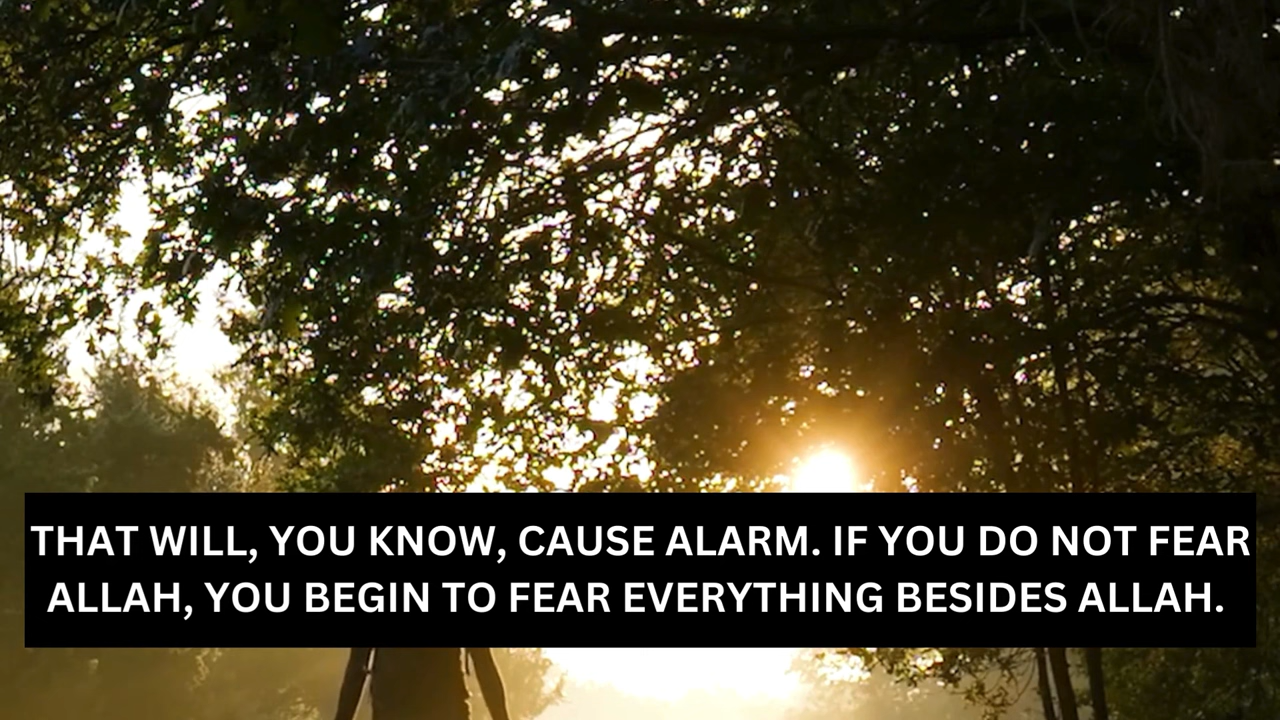 THAT WILL, YOU KNOW, CAUSE ALARM. IF YOU DO NOT FEAR
ALLAH, YOU BEGIN TO FEAR EVERYTHING BESIDES ALLAH.